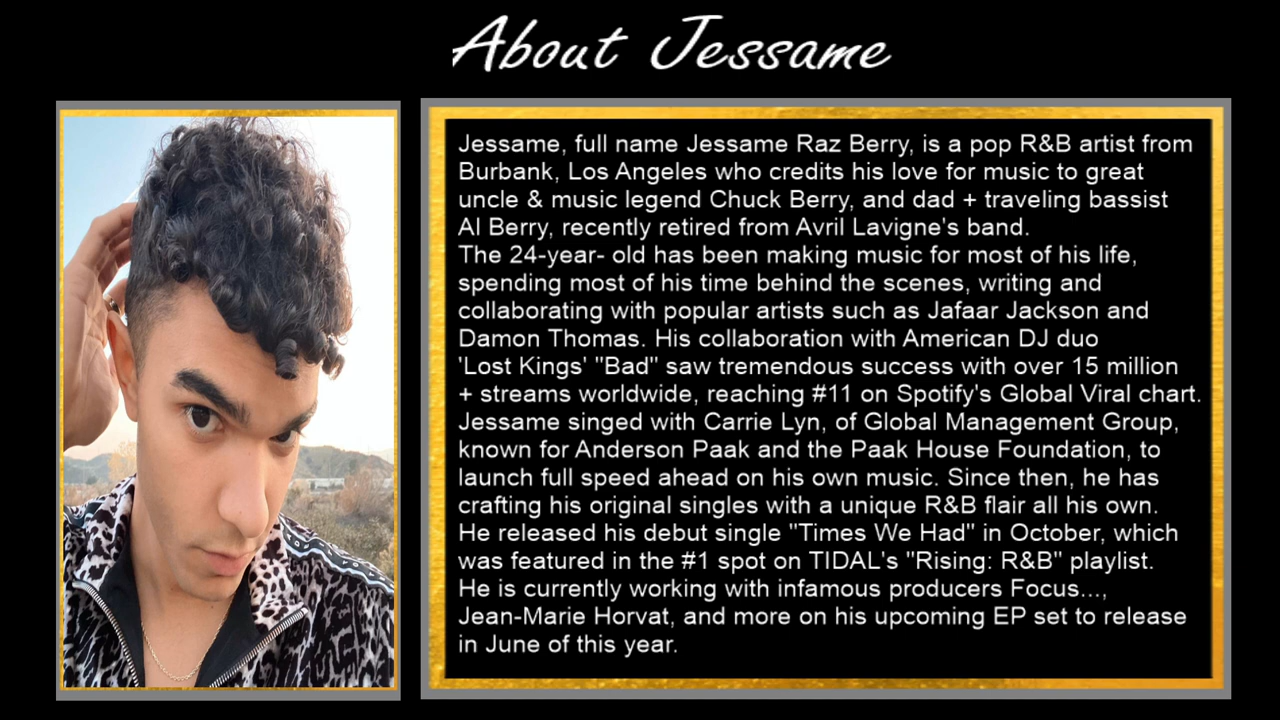 About Jessame
Jessame, full name Jessame Raz Berry, is a pop R&B artist from
Burbank, Los Angeles who credits his love for music to great
uncle & music legend Chuck Berry, and dad + traveling bassist
Al Berry, recently retired from Avril Lavigne's band.
The 24-year- old has been making music for most of his life,
spending most of his time behind the scenes, writing and
collaborating with popular artists such as Jafaar Jackson and
Damon Thomas. His collaboration with American DJ duo
'Lost Kings' "Bad" saw tremendous success with over 15 million
+ streams worldwide, reaching #11 on Spotify's Global Viral chart.
Jessame singed with Carrie Lyn, of Global Management Group,
known for Anderson Paak and the Paak House Foundation, to
launch full speed ahead on his own music. Since then, he has
crafting his original singles with a unique R&B flair all his own.
He released his debut single "Times We Had" in October, which
was featured in the #1 spot on TIDAL's "Rising: R&B" playlist.
He is currently working with infamous producers Focus...,
Jean-Marie Horvat, and more on his upcoming EP set to release
in June of this year.